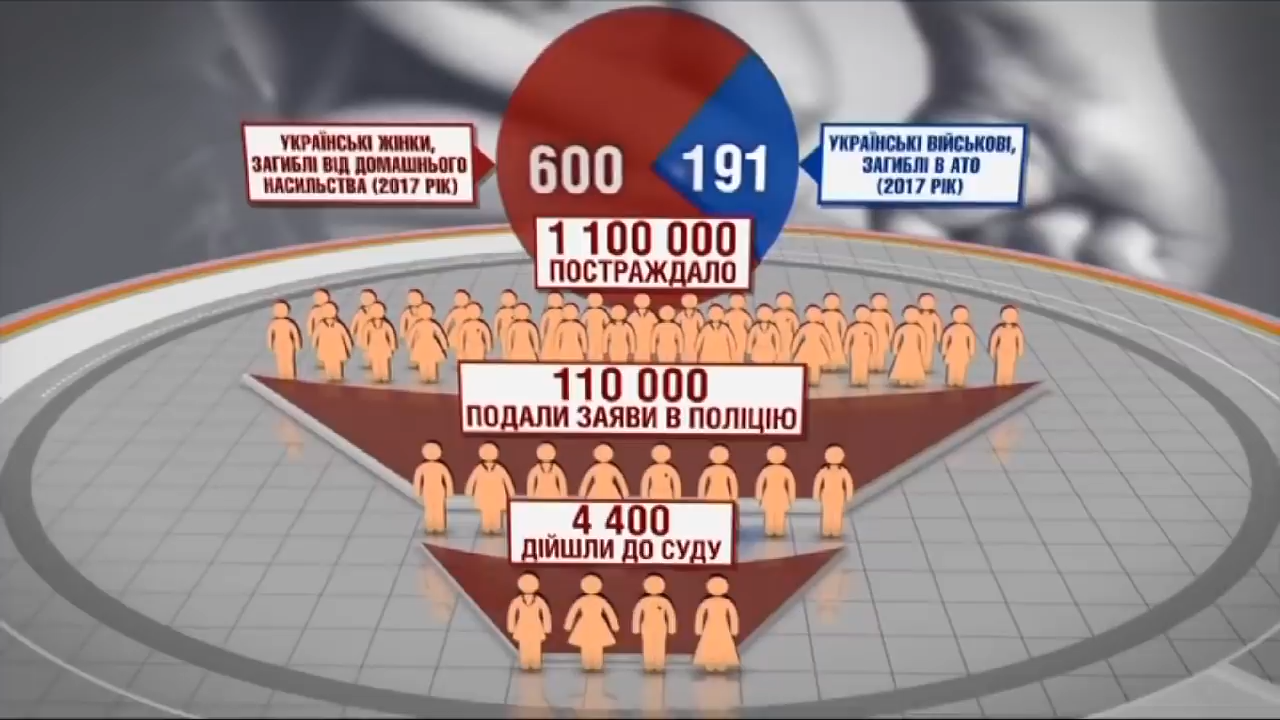 УКРАЇНСЬКІ ЖІНКИ,
ЗАГИБЛІ ВІД ДОМАШНЬОГО
НАСИЛЬСТВА (2017 РІК)
600
191
УКРАЇНСЬКІ ВІЙСЬКОВІ,
ЗАГИБЛІ В АТО
(2017 РІК)
1 100 000
ПОСТРАЖДАЛО
110 000
ПОДАЛИ ЗАЯВИ В ПОЛІЦІЮ
4 400
ДІЙШЛИ ДО СУДУ